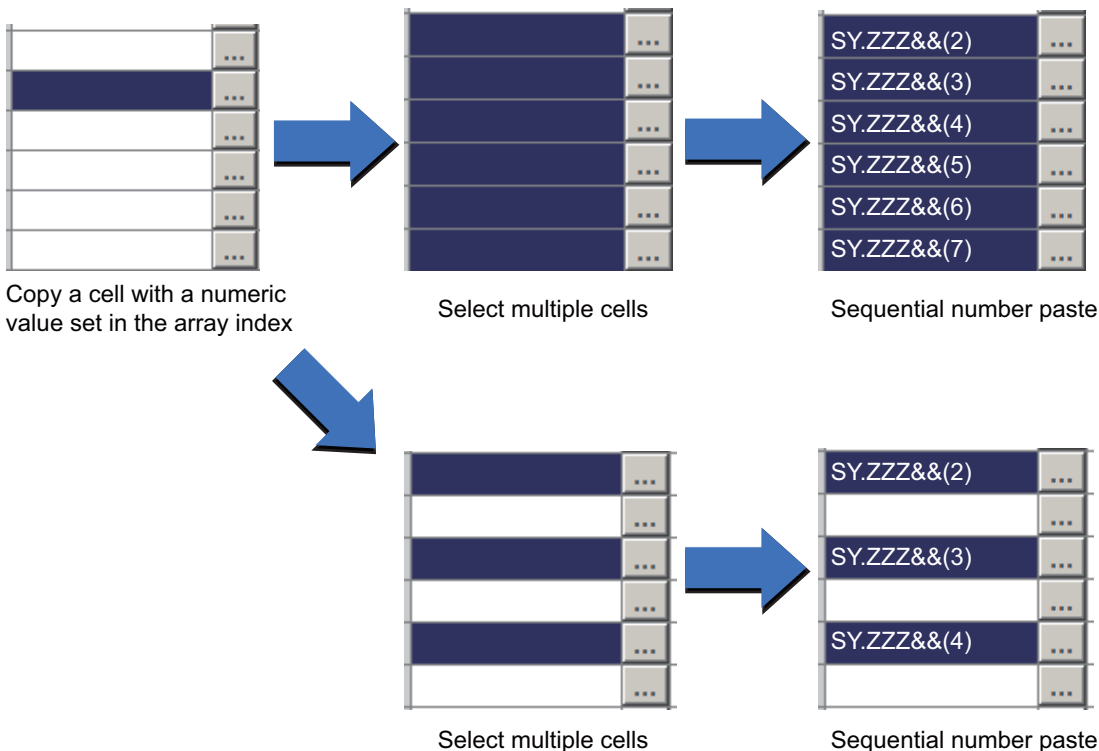 ...
...
...
...
...
...
Copy a cell with a numeric
value set in the array index
...
...
...
...
...
...
Select multiple cells
SY.ZZZ&&(2) ...
SY.ZZZ&&(3) ...
SY.ZZZ&&(4) ...
SY.ZZZ&&(5) ...
SY.ZZZ&&(6) ...
SY.ZZZ&&(7) ...
Sequential number paste
...
...
...
...
...
...
Select multiple cells
SY.ZZZ&&(2) ...
...
SY.ZZZ&&(3) ...
...
SY.ZZZ&&(4) ...
...
Sequential number paste